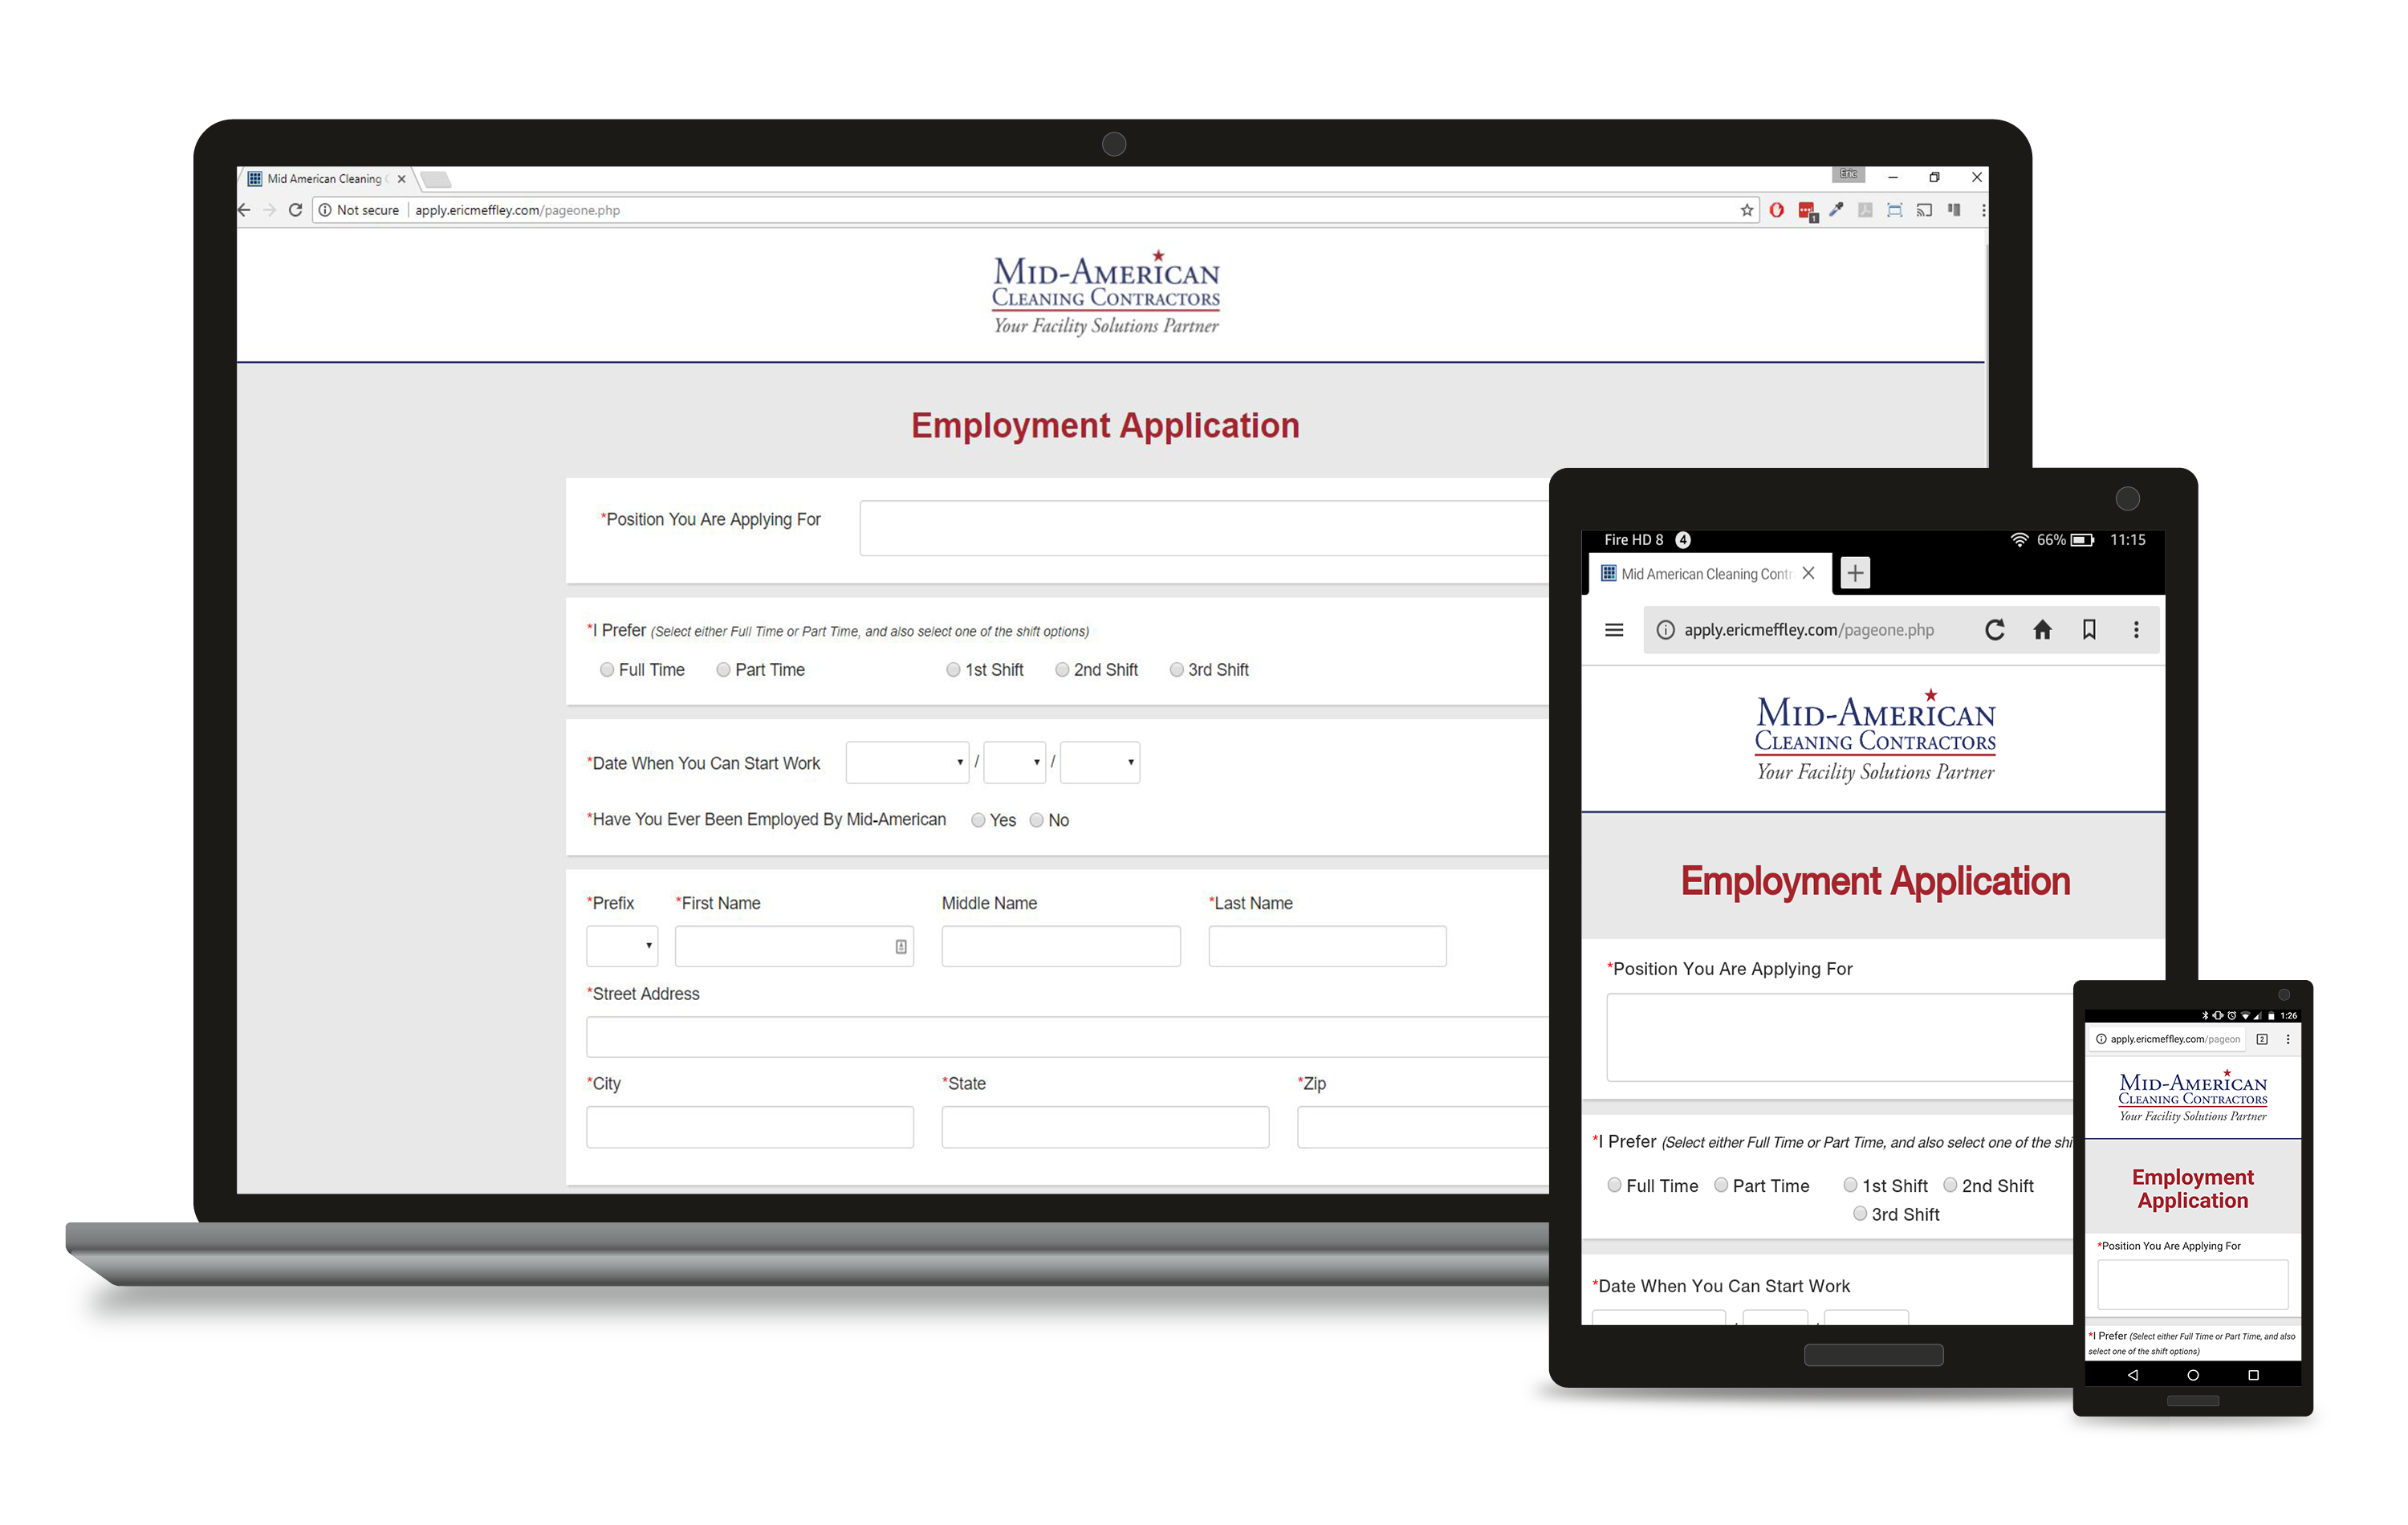 Mid American Cleaning
Eric
Not secure | apply.ericmeffley.com/pageone.php
1
MID-AMERICAN
CLEANING CONTRACTORS
Your Facility Solutions Partner
Employment Application
*Position You Are Applying For
*I Prefer (Select either Full Time or Part Time, and also select one of the shift options)
Full Time Part Time 1st Shift 2nd Shift 3rd Shift
*Date When You Can Start Work / /
*Have You Ever Been Employed By Mid-American Yes No
*Prefix *First Name Middle Name *Last Name
*Street Address
*City *State *Zip
Fire HD 8 4 66% 11:15
Mid American Cleaning Contr
apply.ericmeffley.com/pageone.php
MID-AMERICAN
CLEANING CONTRACTORS
Your Facility Solutions Partner
Employment Application
*Position You Are Applying For
*I Prefer (Select either Full Time or Part Time, and also select one of the shi
Full Time Part Time 1st Shift 2nd Shift
3rd Shift
*Date When You Can Start Work
1:26
apply.ericmeffley.com/pageon 2
MID-AMERICAN
CLEANING CONTRACTORS
Your Facility Solutions Partner
Employment
Application
*Position You Are Applying For
*I Prefer (Select either Full Time or Part Time, and also
select one of the shift options)